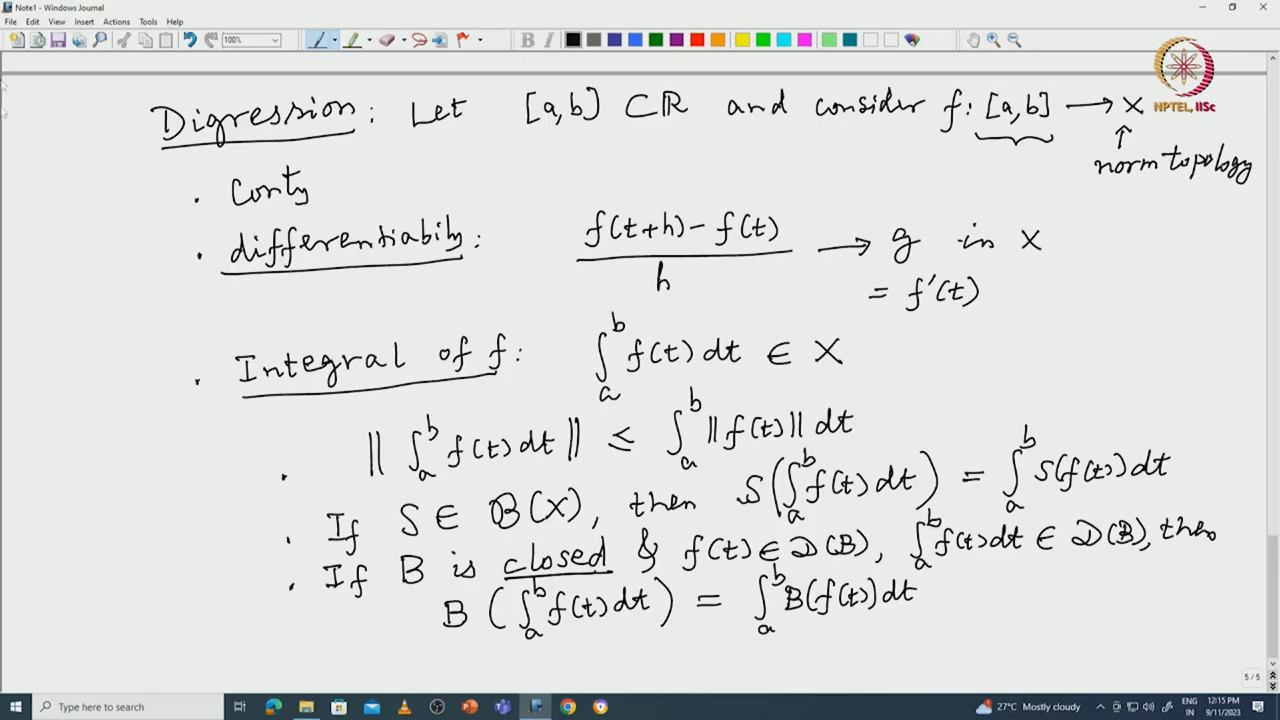 Note1 - Windows Journal
File Edit View Insert Actions Tools Help
100%
B I
NPTEL, IISc
Digression: Let [a,b] ⊂ ℝ and consider f: [a,b] → X
↑
norm topology
. Conty
. differentiabily: f(t+h) - f(t) / h → g in X
= f'(t)
. Integral of f: ∫_a^b f(t) dt ∈ X
. ‖ ∫_a^b f(t) dt ‖ ≤ ∫_a^b ‖f(t)‖ dt
. If S ∈ B(X), then S(∫_a^b f(t) dt) = ∫_a^b S(f(t)) dt
. If B is closed & f(t) ∈ D(B), ∫_a^b f(t) dt ∈ D(B), then
B (∫_a^b f(t) dt) = ∫_a^b B(f(t)) dt
5 / 5
Type here to search
27°C Mostly cloudy
ENG
IN
12:15 PM
9/11/2023